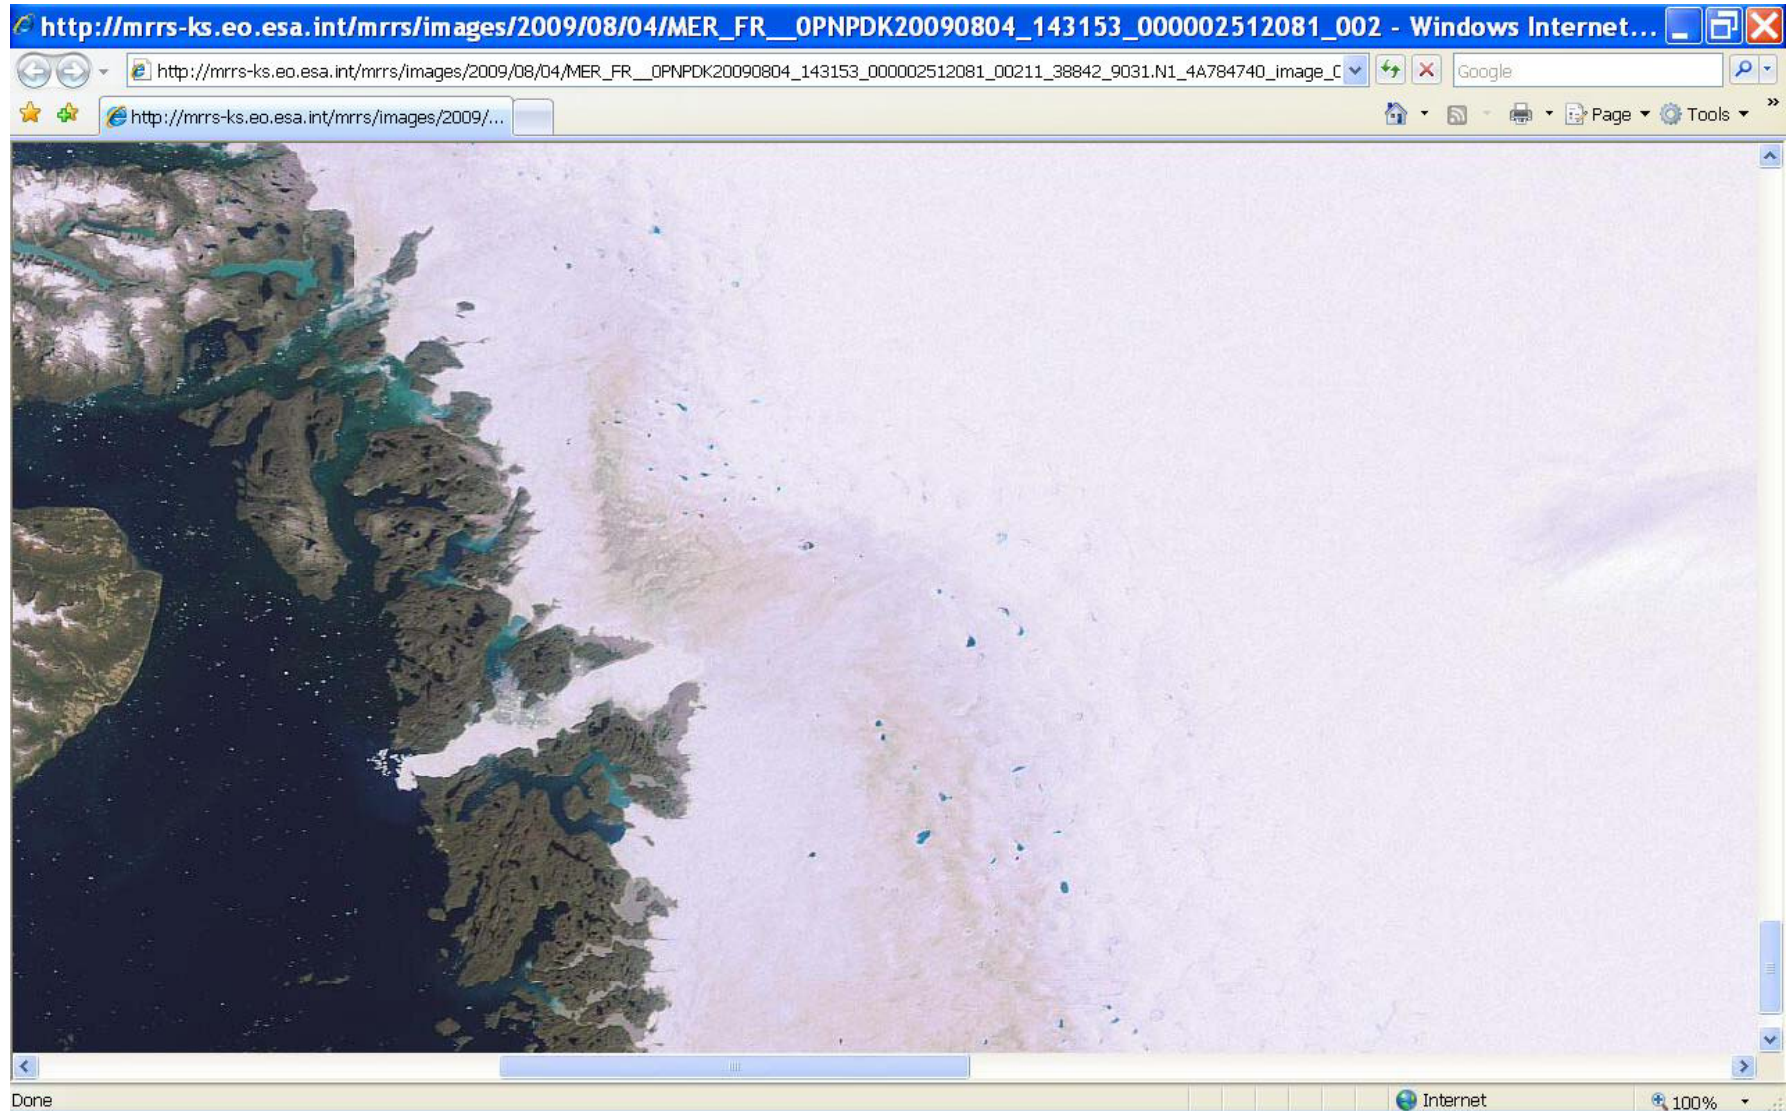 http://mrrs-ks.eo.esa.int/mrrs/images/2009/08/04/MER_FR__0PNPDK20090804_143153_000002512081_002 - Windows Internet...
http://mrrs-ks.eo.esa.int/mrrs/images/2009/08/04/MER_FR__0PNPDK20090804_143153_000002512081_00211_38842_9031.N1_4A784740_image_0
Google
http://mrrs-ks.eo.esa.int/mrrs/images/2009/...
Page
Tools
Done
Internet
100%